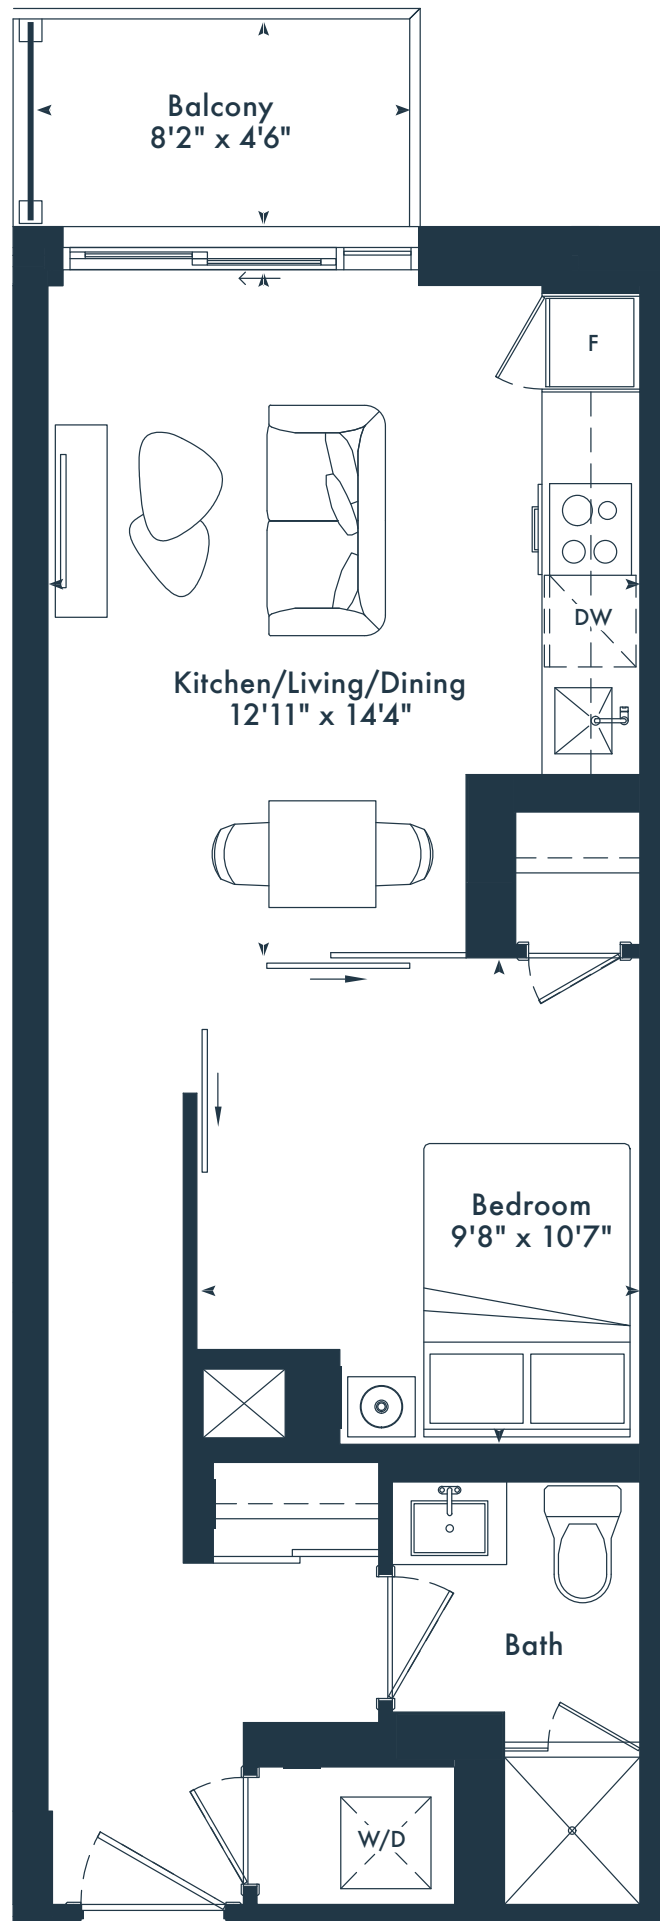 Balcony
8'2" x 4'6"
F
DW
Kitchen/Living/Dining
12'11" x 14'4"
Bedroom
9'8" x 10'7"
Bath
W/D